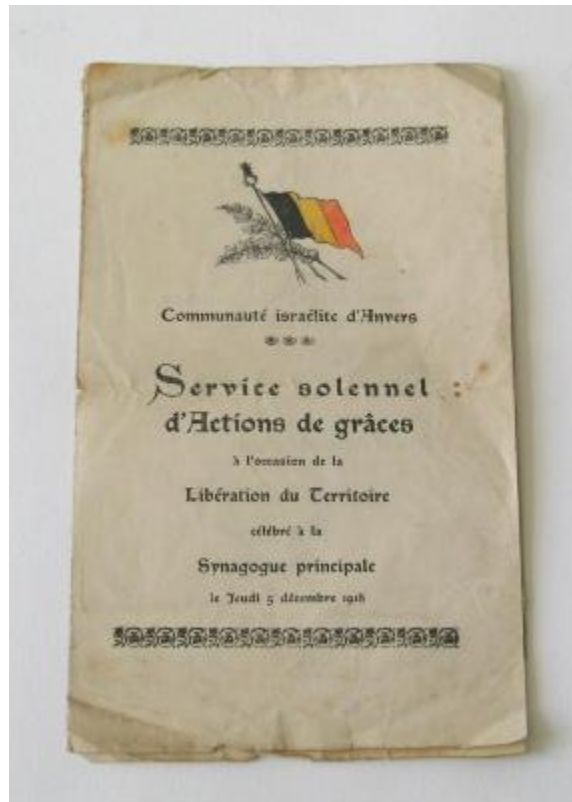 Communauté israélite d'Anvers
Service solennel :
d'Actions de grâces
à l'occasion de la
Libération du Territoire
célébré à la
Synagogue principale
le Jeudi 5 décembre 1918